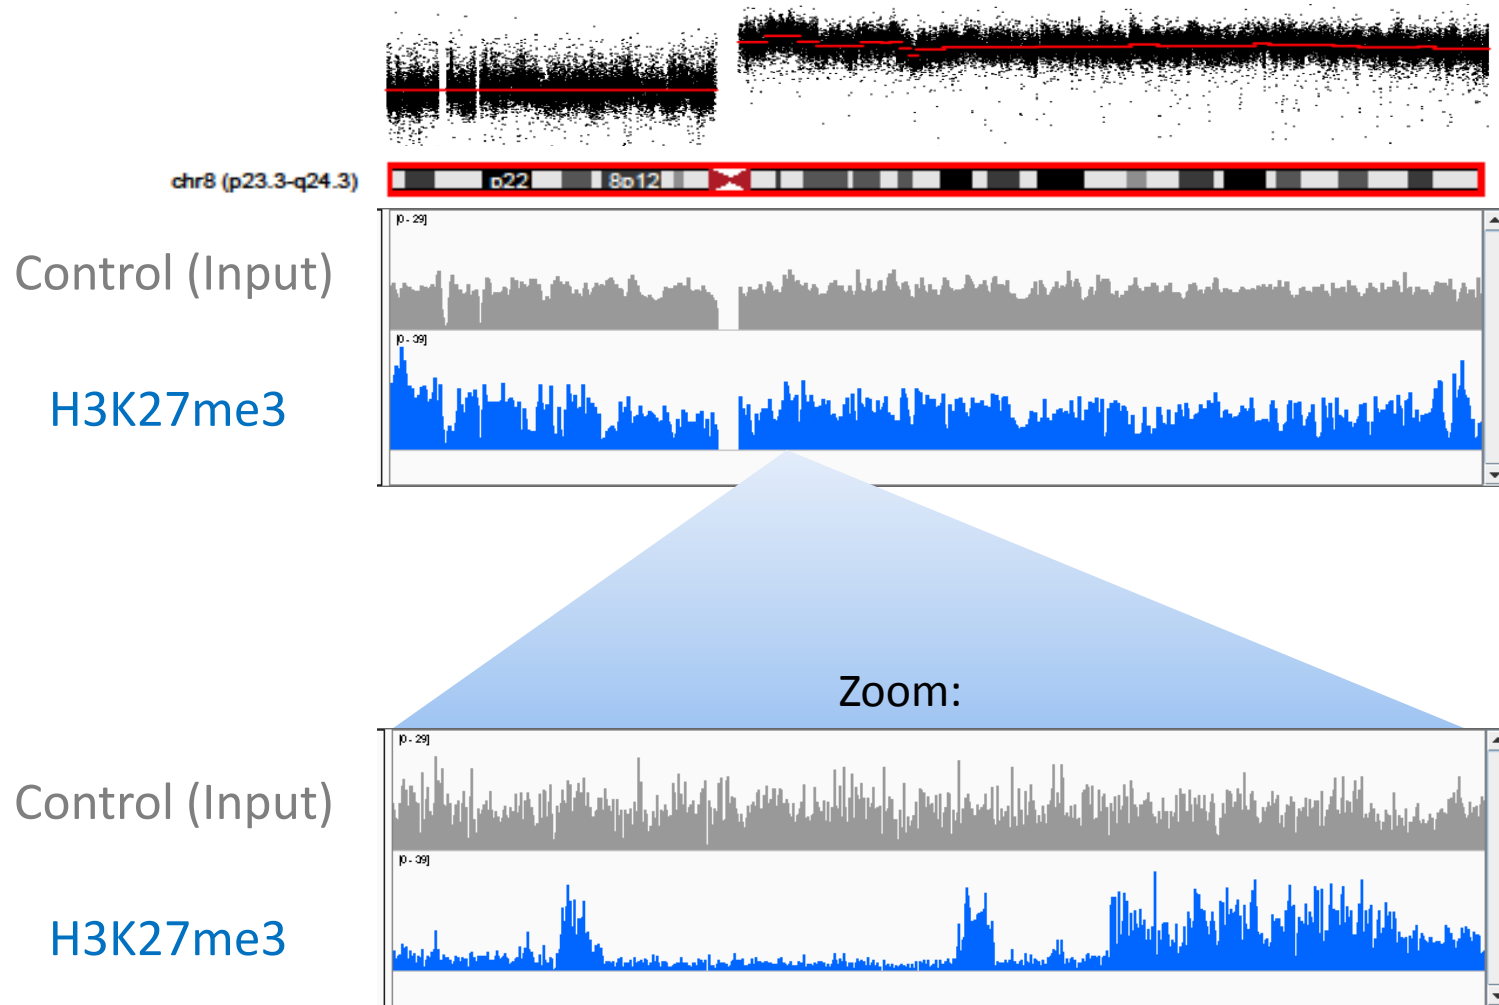 chr8 (p23.3-q24.3)
p22
8p12
[0 - 29]
Control (Input)
[0 - 39]
H3K27me3
Zoom:
[0 - 29]
Control (Input)
[0 - 39]
H3K27me3